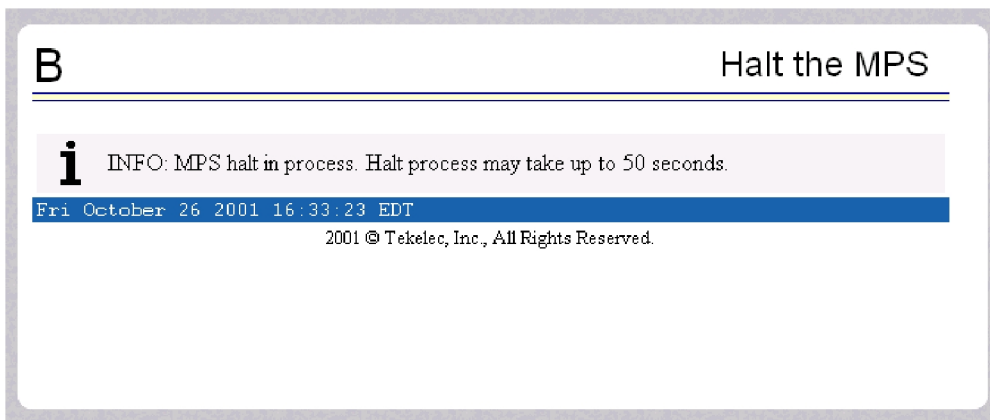 B
Halt the MPS
i INFO: MPS halt in process. Halt process may take up to 50 seconds.
Fri October 26 2001 16:33:23 EDT
2001 © Tekelec, Inc., All Rights Reserved.